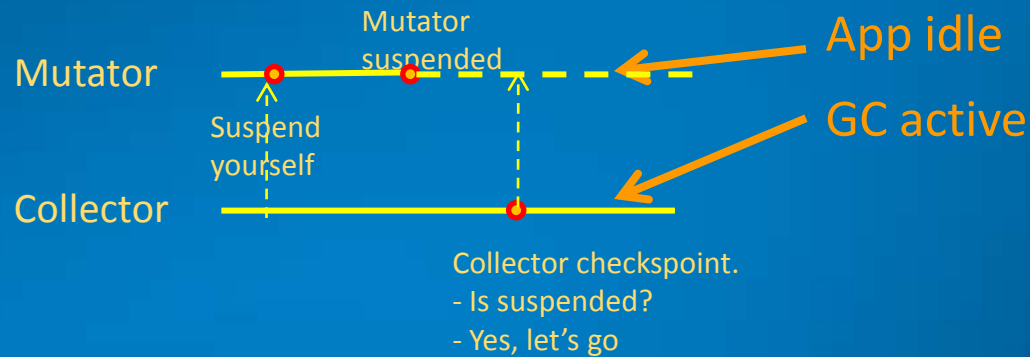 Mutator
suspended
App idle
Mutator
GC active
Suspend
yourself
Collector
Collector checkspoint.
- Is suspended?
- Yes, let's go